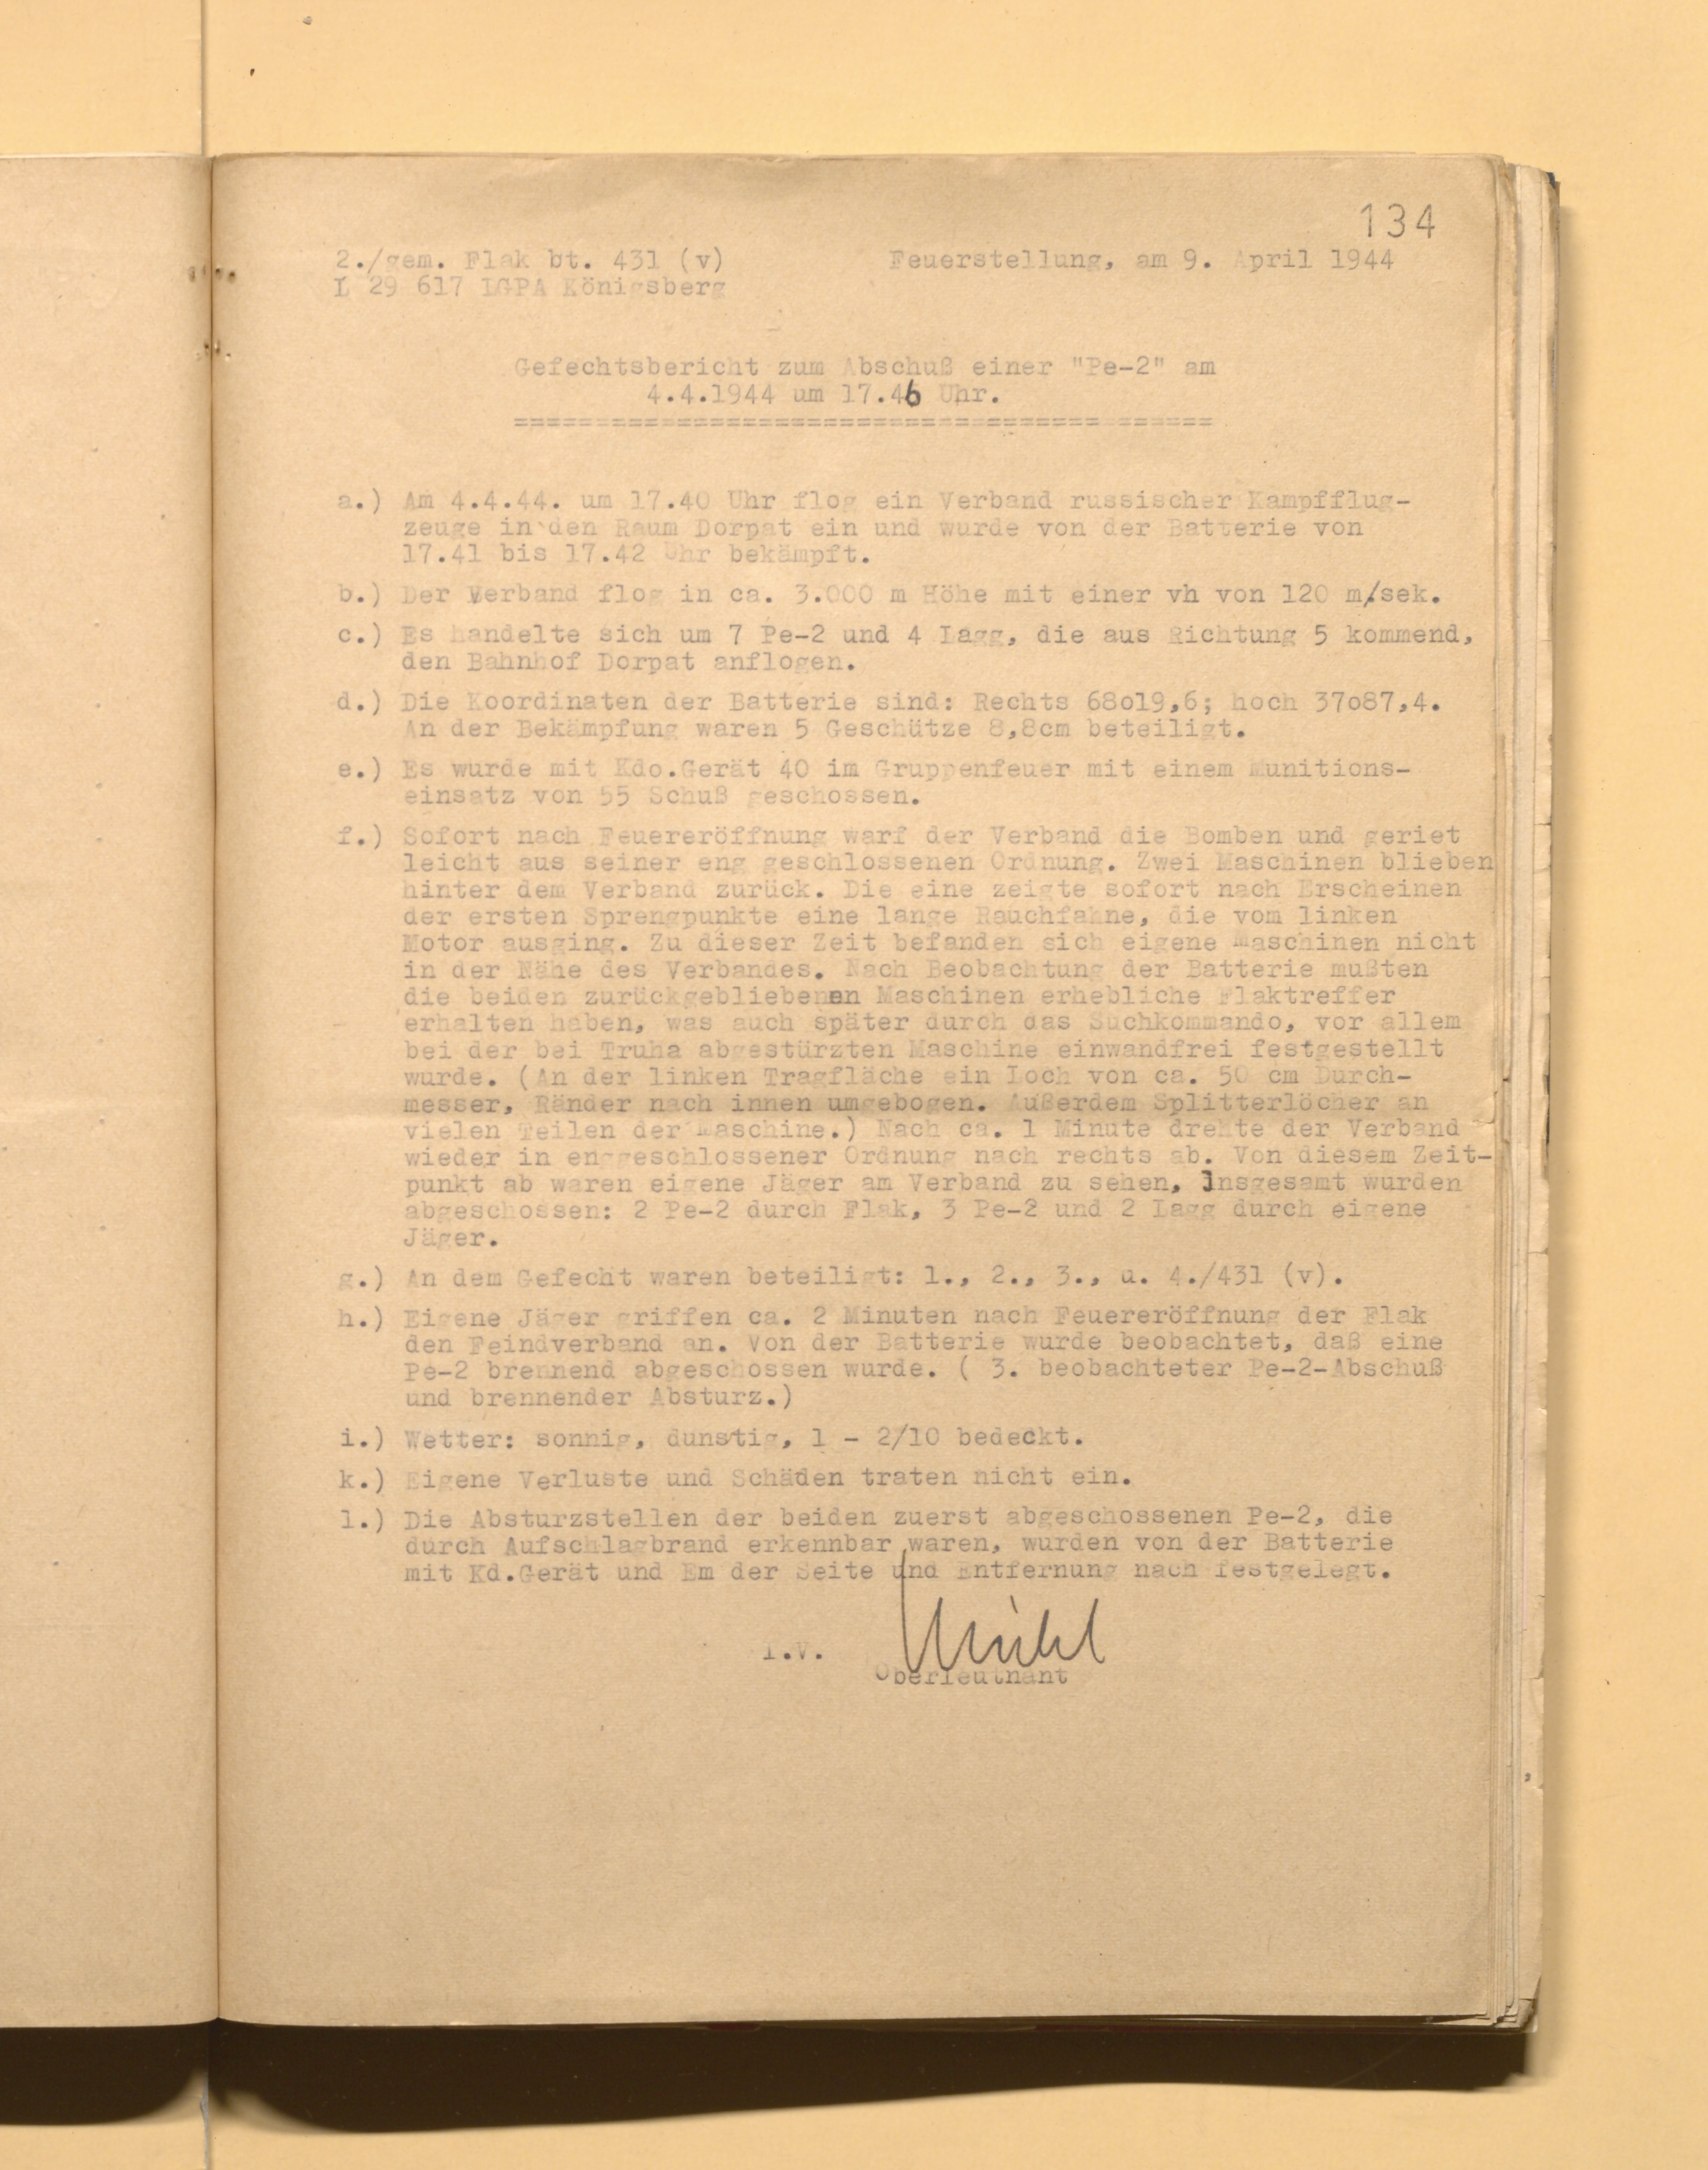 134
2./gem. Flak bt. 431 (v) Feuerstellung, am 9. April 1944
L 29 617 LGPA Königsberg
Gefechtsbericht zum Abschuß einer "Pe-2" am
4.4.1944 um 17.46 Uhr.
a.) Am 4.4.44. um 17.40 Uhr flog ein Verband russischer Kampfflug-
zeuge in den Raum Dorpat ein und wurde von der Batterie von
17.41 bis 17.42 Uhr bekämpft.
b.) Der Verband flog in ca. 3.000 m Höhe mit einer vh von 120 m/sek.
c.) Es handelte sich um 7 Pe-2 und 4 Lagg, die aus Richtung 5 kommend,
den Bahnhof Dorpat anflogen.
d.) Die Koordinaten der Batterie sind: Rechts 68o19,6; hoch 37o87,4.
An der Bekämpfung waren 5 Geschütze 8,8cm beteiligt.
e.) Es wurde mit Kdo.Gerät 40 im Gruppenfeuer mit einem Munitions-
einsatz von 55 Schuß geschossen.
f.) Sofort nach Feuereröffnung warf der Verband die Bomben und geriet
leicht aus seiner eng geschlossenen Ordnung. Zwei Maschinen blieben
hinter dem Verband zurück. Die eine zeigte sofort nach Erscheinen
der ersten Sprengpunkte eine lange Rauchfahne, die vom linken
Motor ausging. Zu dieser Zeit befanden sich eigene Maschinen nicht
in der Nähe des Verbandes. Nach Beobachtung der Batterie mußten
die beiden zurückgebliebenen Maschinen erhebliche Flaktreffer
erhalten haben, was auch später durch das Suchkommando, vor allem
bei der bei Truha abgestürzten Maschine einwandfrei festgestellt
wurde. (An der linken Tragfläche ein Loch von ca. 50 cm Durch-
messer, Ränder nach innen umgebogen. Außerdem Splitterlöcher an
vielen Teilen der Maschine.) Nach ca. 1 Minute drehte der Verband
wieder in enggeschlossener Ordnung nach rechts ab. Von diesem Zeit-
punkt ab waren eigene Jäger am Verband zu sehen, Insgesamt wurden
abgeschossen: 2 Pe-2 durch Flak, 3 Pe-2 und 2 Lagg durch eigene
Jäger.
g.) An dem Gefecht waren beteiligt: 1., 2., 3., u. 4./431 (v).
h.) Eigene Jäger griffen ca. 2 Minuten nach Feuereröffnung der Flak
den Feindverband an. Von der Batterie wurde beobachtet, daß eine
Pe-2 brennend abgeschossen wurde. ( 3. beobachteter Pe-2-Abschuß
und brennender Absturz.)
i.) Wetter: sonnig, dunstig, 1 - 2/10 bedeckt.
k.) Eigene Verluste und Schäden traten nicht ein.
l.) Die Absturzstellen der beiden zuerst abgeschossenen Pe-2, die
durch Aufschlagbrand erkennbar waren, wurden von der Batterie
mit Kd.Gerät und Em der Seite und Entfernung nach festgelegt.
I.V.
Oberleutnant